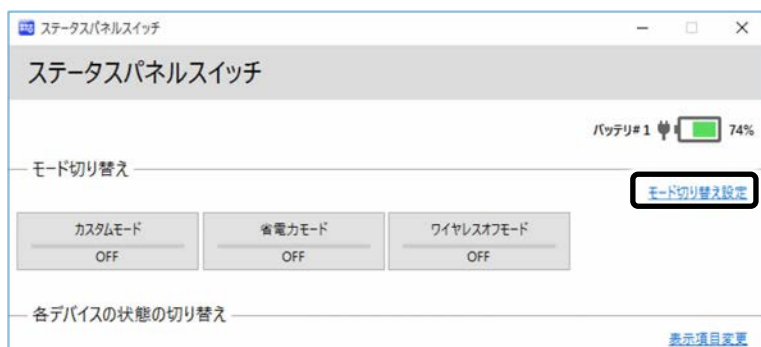 ステータスパネルスイッチ
ステータスパネルスイッチ
バッテリ#1 74%
モード切り替え
モード切り替え設定
カスタムモード 省電力モード ワイヤレスオフモード
OFF OFF OFF
各デバイスの状態の切り替え
表示項目変更